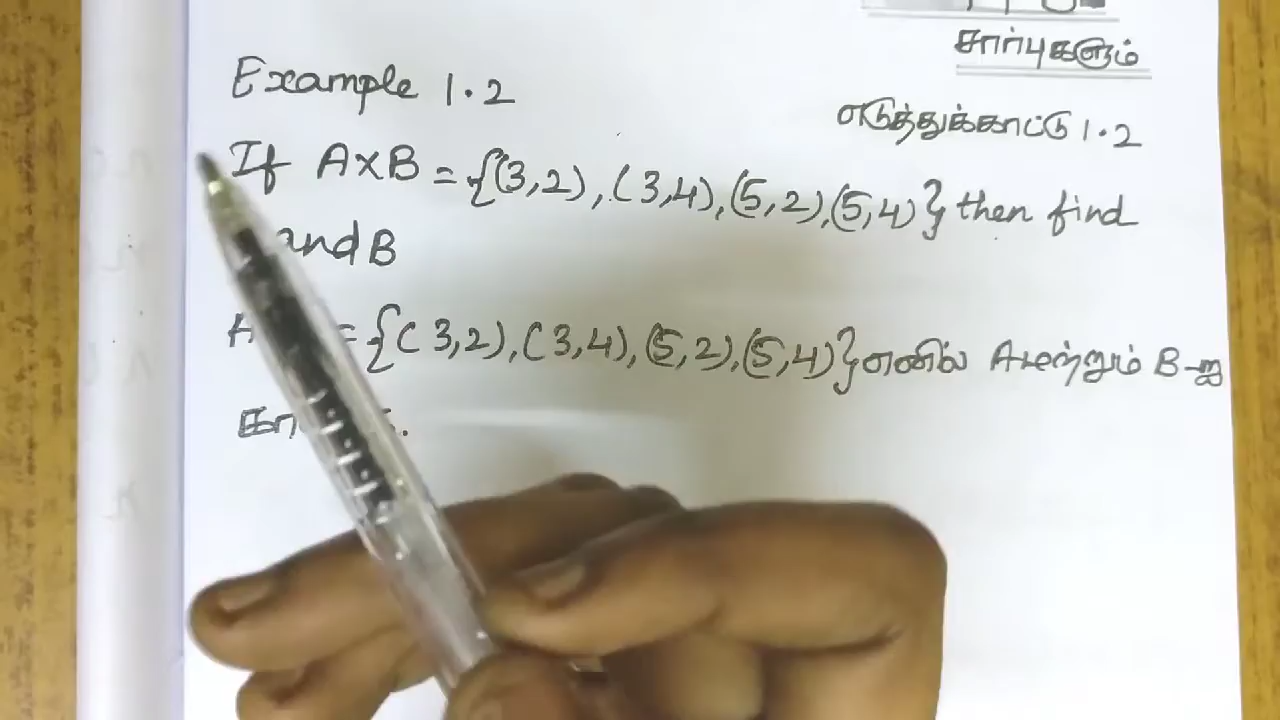 சார்புகளும்
Example 1.2
எடுத்துக்காட்டு 1.2
If A×B = {(3,2), (3,4), (5,2), (5,4)} then find
and B
= {(3,2), (3,4), (5,2), (5,4)} எனில் A மற்றும் B-ஐ